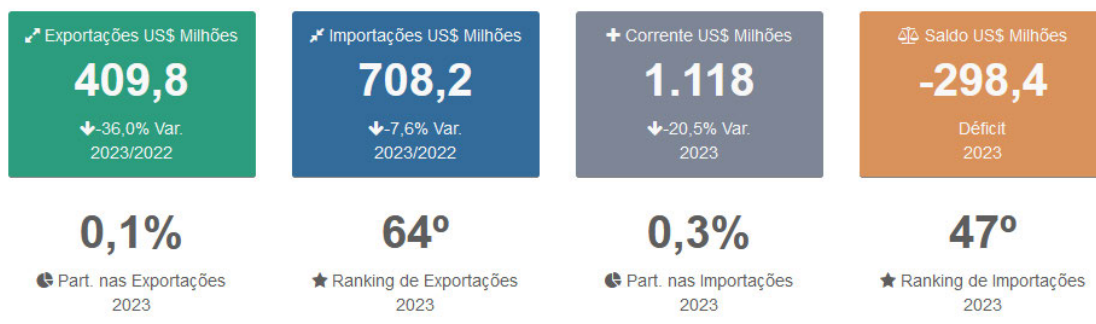 Exportações US$ Milhões
409,8
-36,0% Var.
2023/2022
Importações US$ Milhões
708,2
-7,6% Var.
2023/2022
Corrente US$ Milhões
1.118
-20,5% Var.
2023
Saldo US$ Milhões
-298,4
Déficit
2023
0,1%
Part. nas Exportações
2023
64º
Ranking de Exportações
2023
0,3%
Part. nas Importações
2023
47º
Ranking de Importações
2023